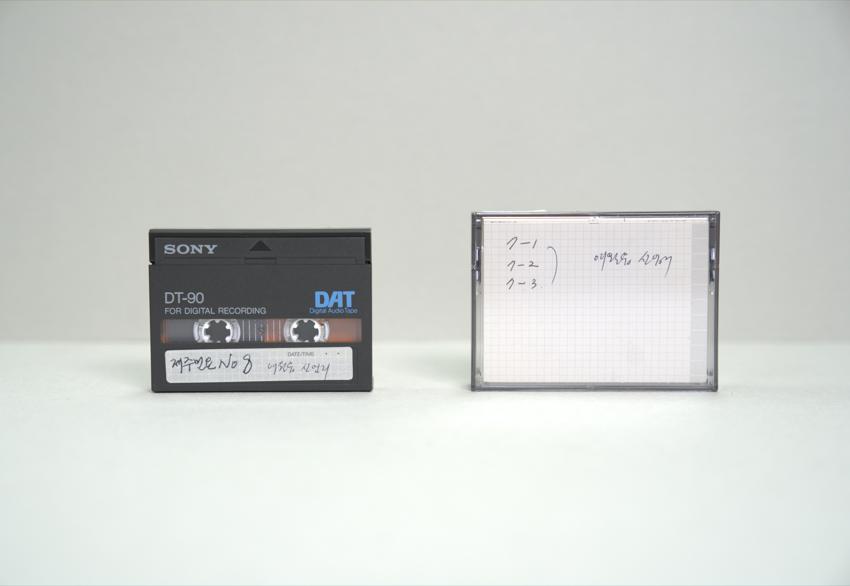 SONY
DT-90
FOR DIGITAL RECORDING
DAT
Digital Audio Tape
DATE/TIME
제주민요 No 8
7-1
7-2
7-3